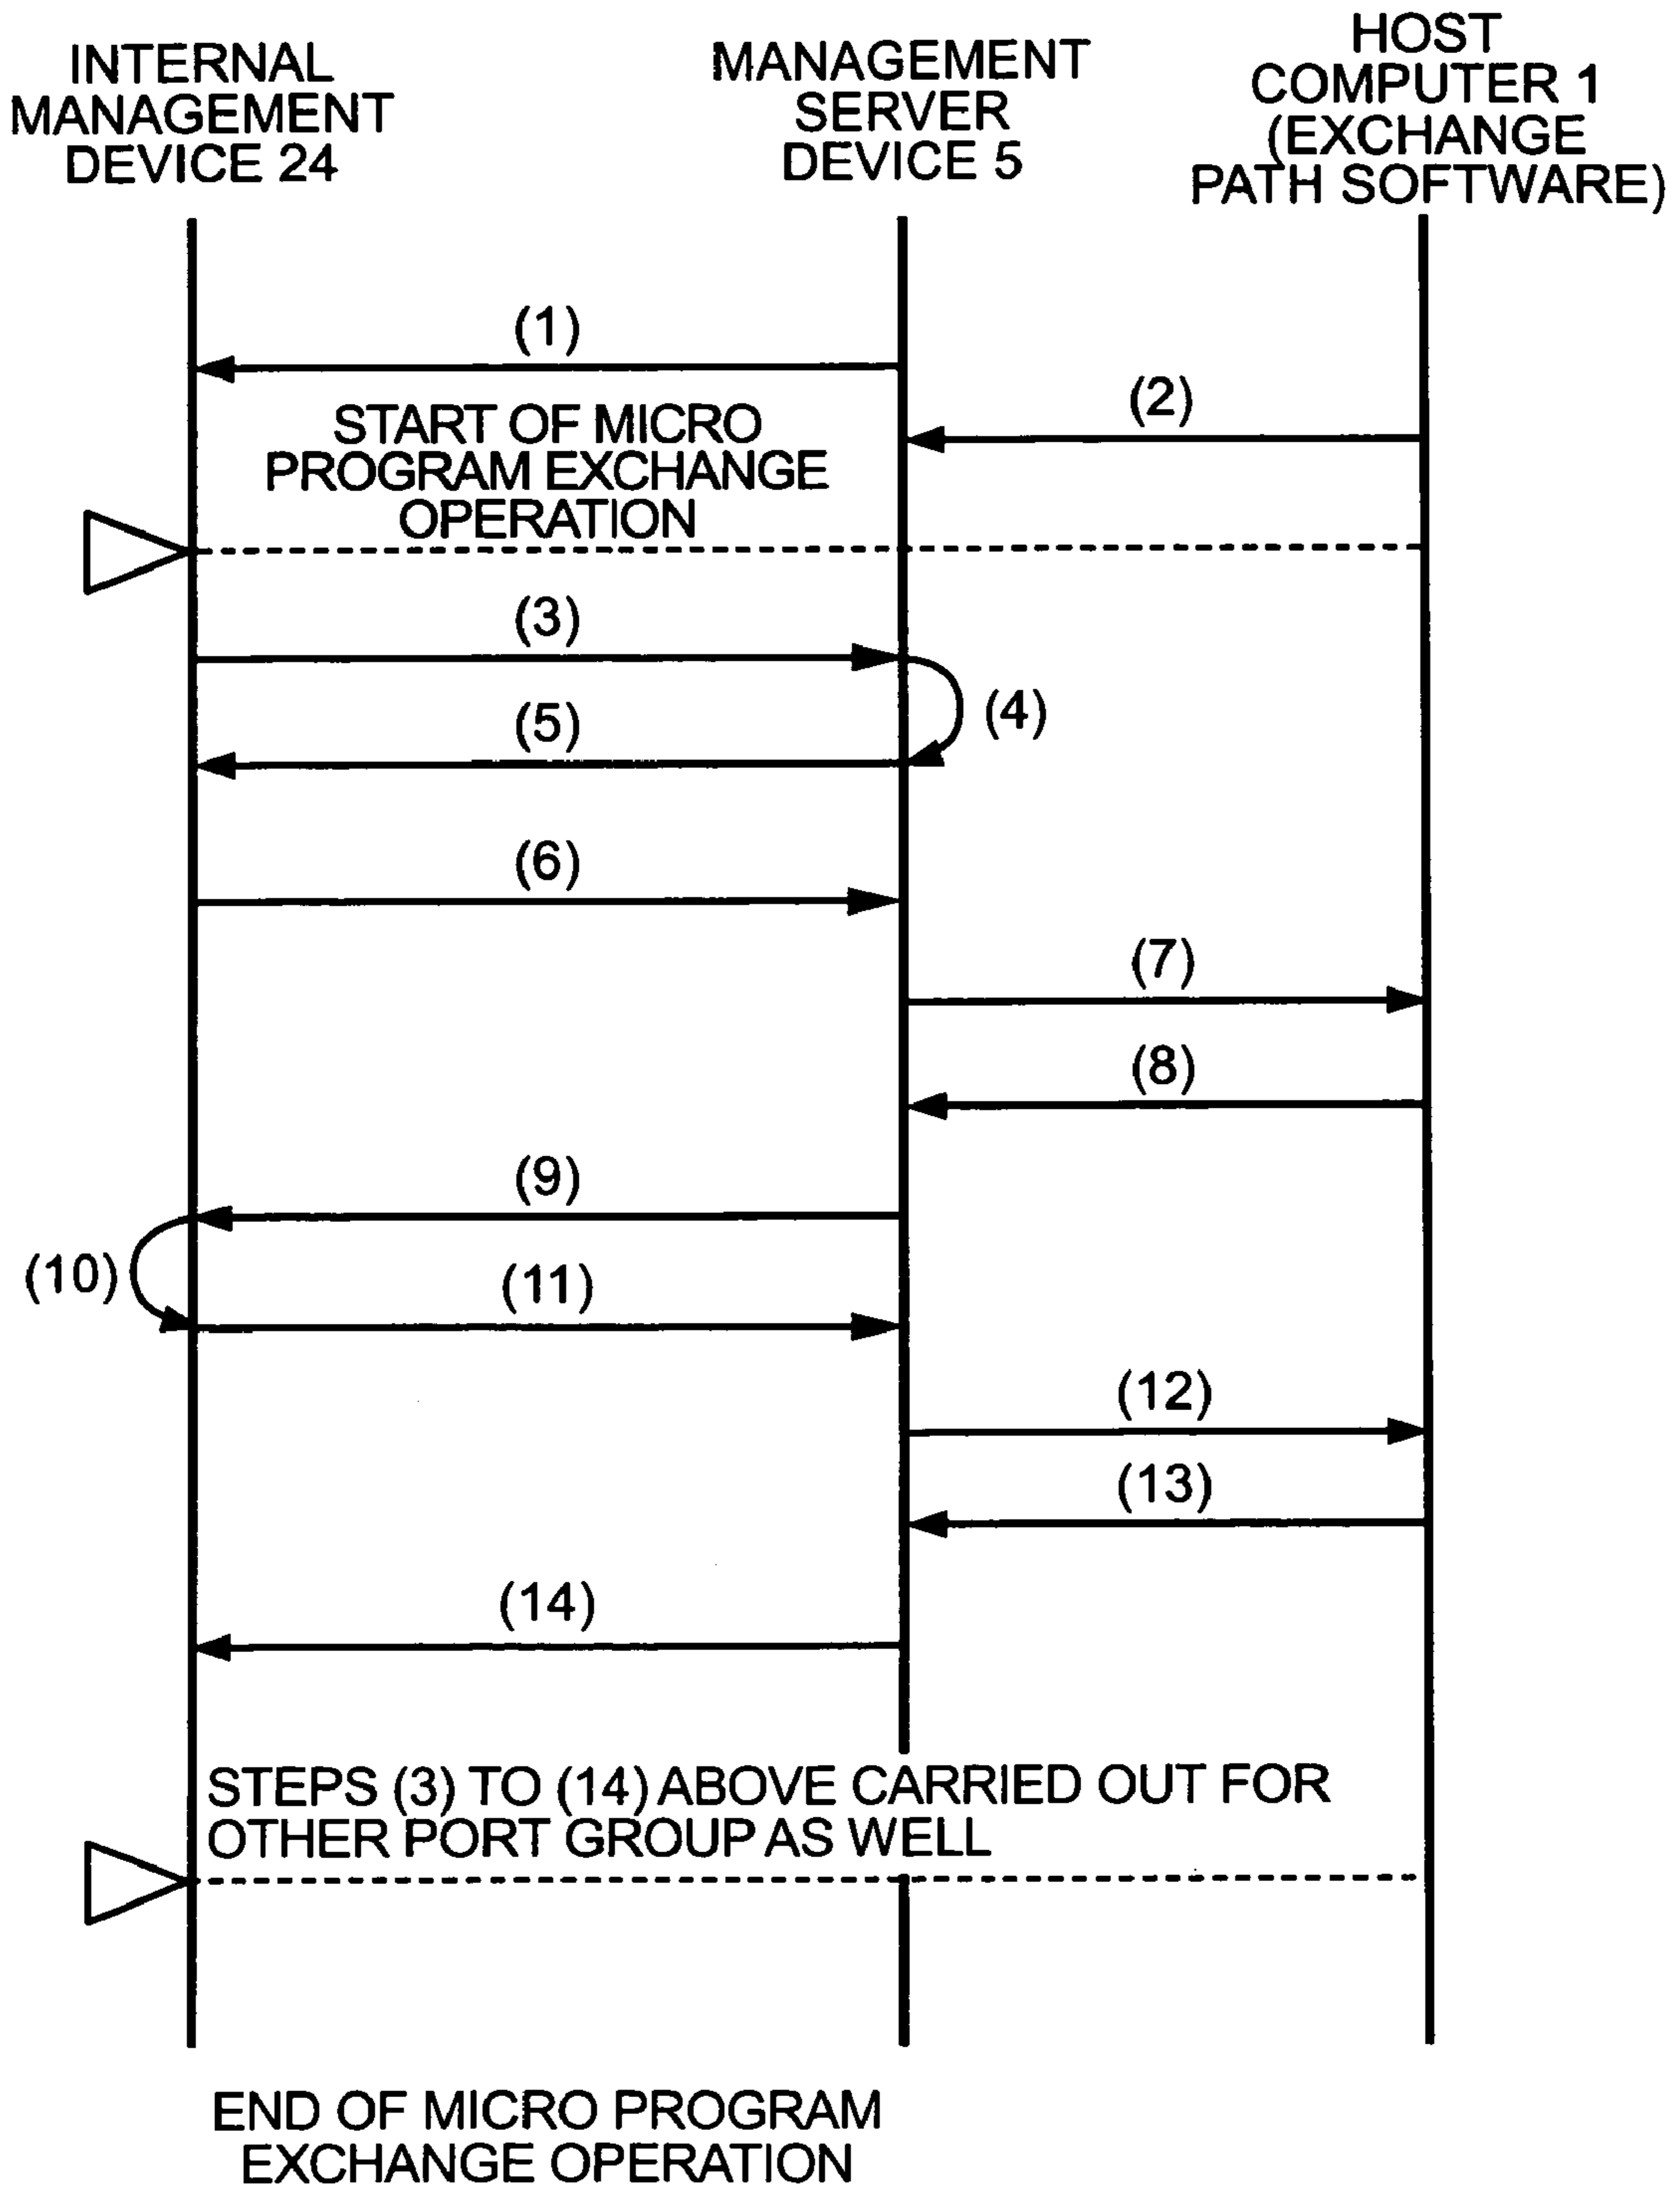 INTERNAL
MANAGEMENT
DEVICE 24
MANAGEMENT
SERVER
DEVICE 5
HOST
COMPUTER 1
(EXCHANGE
PATH SOFTWARE)
(1)
(2)
START OF MICRO
PROGRAM EXCHANGE
OPERATION
(3)
(4)
(5)
(6)
(7)
(8)
(9)
(10)
(11)
(12)
(13)
(14)
STEPS (3) TO (14) ABOVE CARRIED OUT FOR
OTHER PORT GROUP AS WELL
END OF MICRO PROGRAM
EXCHANGE OPERATION